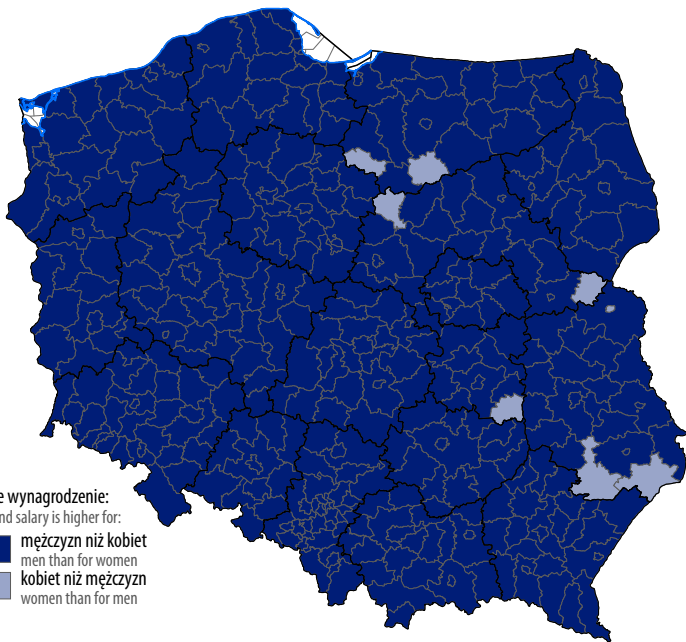 wynagrodzenie:
salary is higher for:
mężczyzn niż kobiet
men than for women
kobiet niż mężczyzn
women than for men